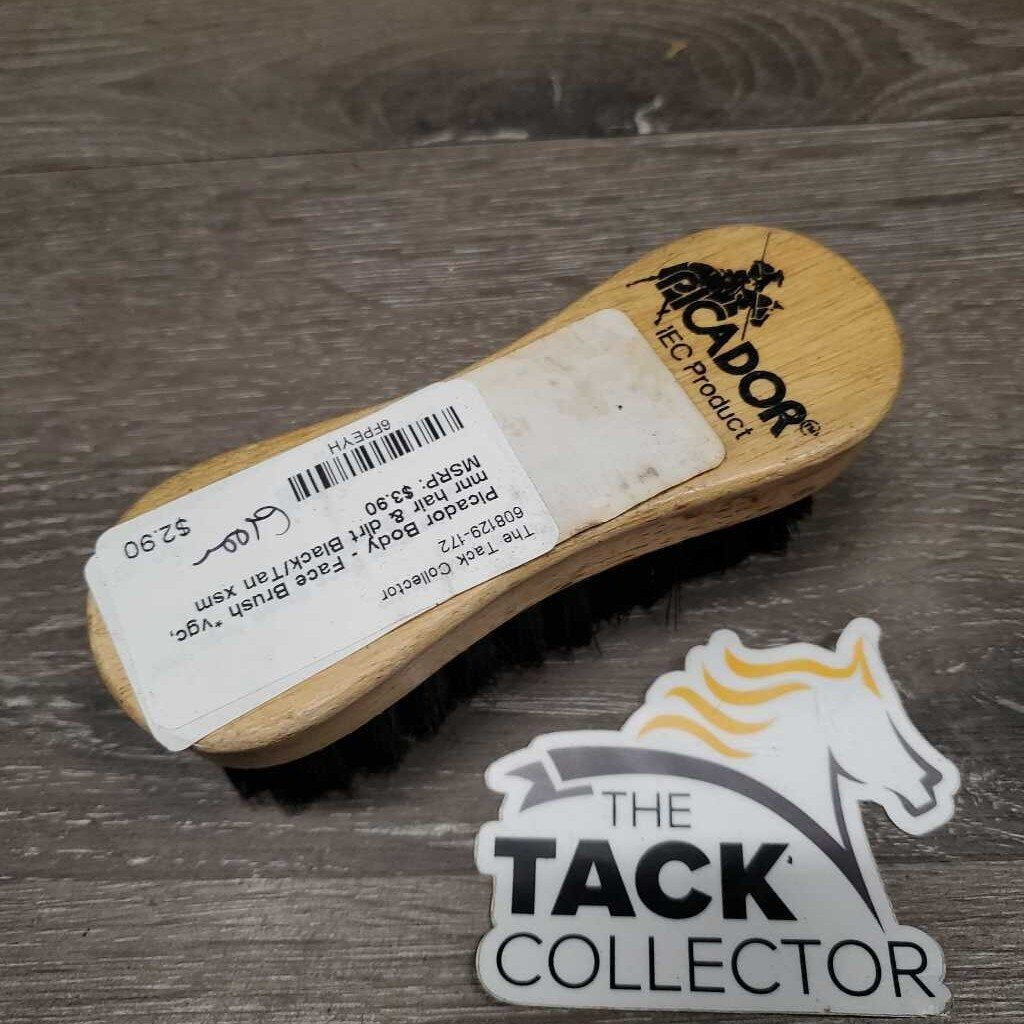 PICADOR
IEC Product
The Tack Collector
608129-172
Picador Body - Face Brush *vgc,
mnr hair & dirt Black/Tan xsm
MSRP: $3.90
6FPEYH
$2.90
THE
TACK
COLLECTOR